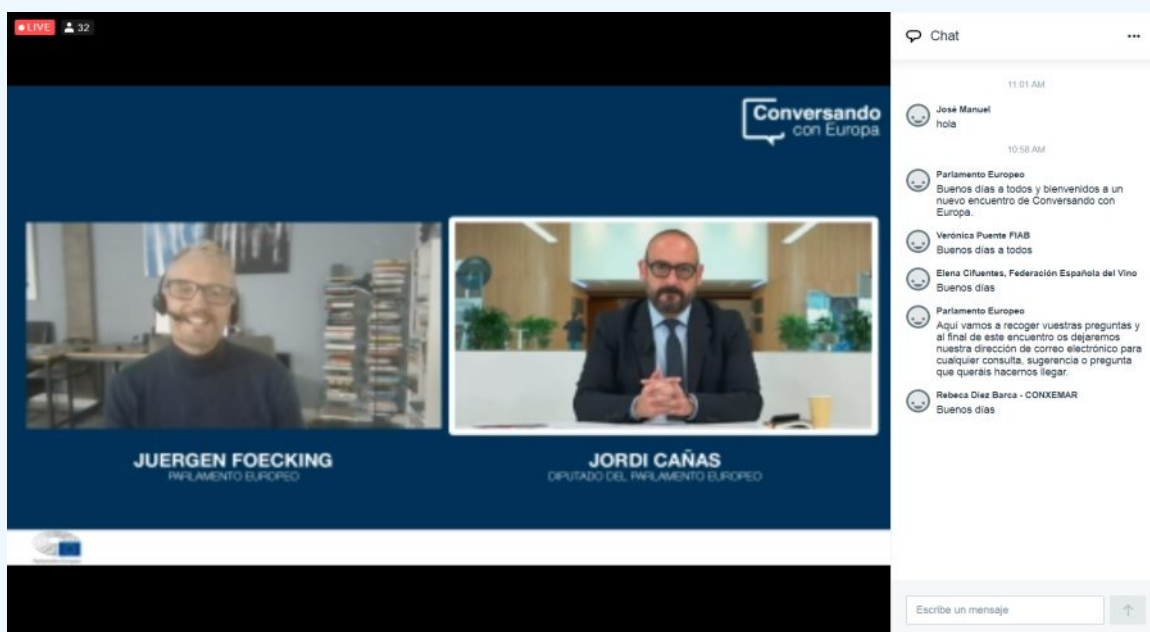 LIVE 32
Conversando
con Europa
JUERGEN FOECKING
PARLAMENTO EUROPEO
JORDI CAÑAS
DIPUTADO DEL PARLAMENTO EUROPEO
Chat
11:01 AM
José Manuel
hola
10:58 AM
Parlamento Europeo
Buenos días a todos y bienvenidos a un
nuevo encuentro de Conversando con
Europa.
Verónica Puente FIAB
Buenos días a todos
Elena Cifuentes, Federación Española del Vino
Buenos días
Parlamento Europeo
Aquí vamos a recoger vuestras preguntas y
al final de este encuentro os dejaremos
nuestra dirección de correo electrónico para
cualquier consulta, sugerencia o pregunta
que queráis hacernos llegar.
Rebeca Diez Barca - CONXEMAR
Buenos días
Escribe un mensaje